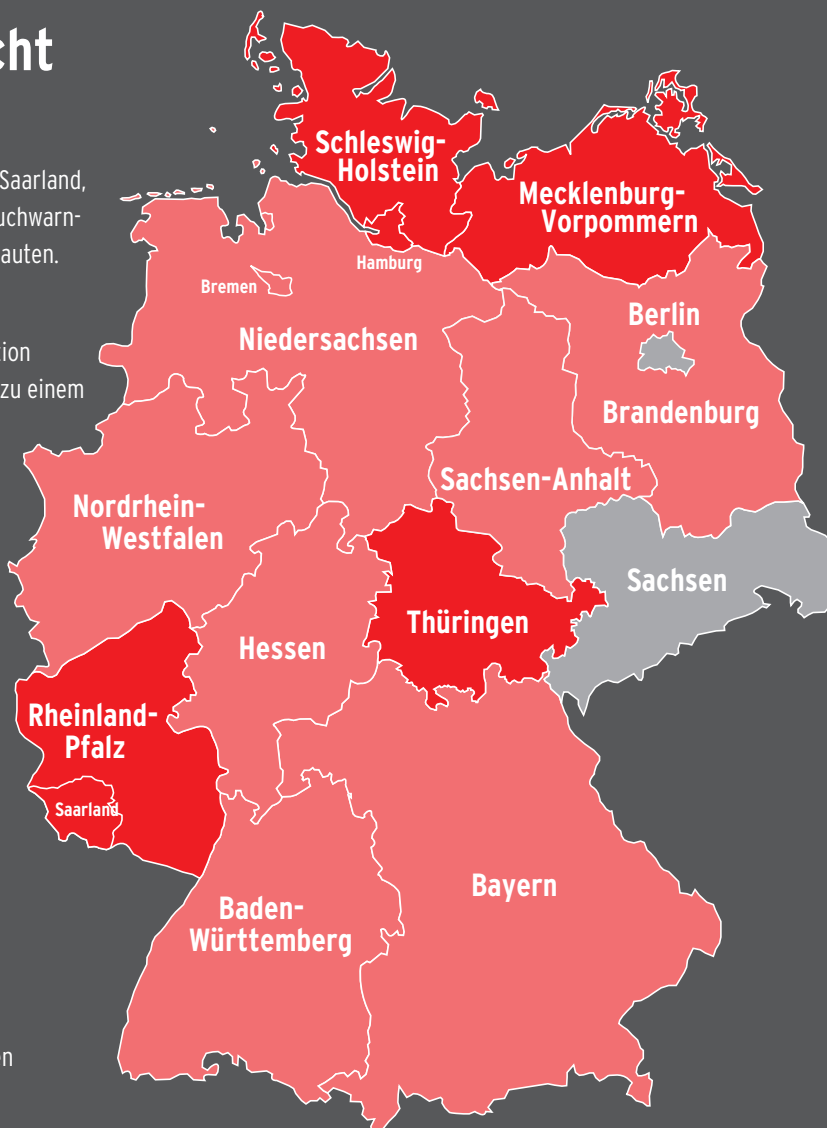 cht
Saarland,
uchwarn-
auten.
tion
zu einem
n
Schleswig-
Holstein
Mecklenburg-
Vorpommern
Hamburg
Bremen
Berlin
Niedersachsen
Brandenburg
Sachsen-Anhalt
Nordrhein-
Westfalen
Sachsen
Thüringen
Hessen
Rheinland-
Pfalz
Saarland
Bayern
Baden-
Württemberg